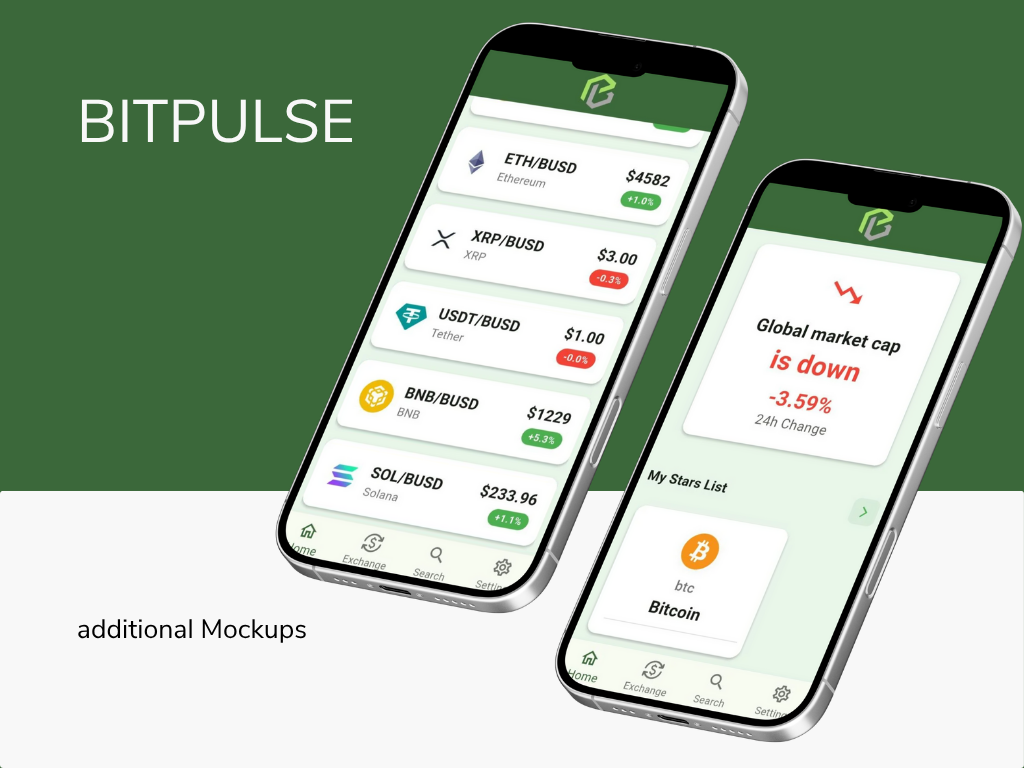 BITPULSE
ETH/BUSD
Ethereum
$4582
+1.0%
XRP/BUSD
XRP
$3.00
-0.3%
USDT/BUSD
Tether
$1.00
-0.0%
BNB/BUSD
BNB
$1229
+5.3%
SOL/BUSD
Solana
$233.96
+1.1%
Home
Exchange
Search
Settin
Global market cap
is down
-3.59%
24h Change
My Stars List
btc
Bitcoin
Home
Exchange
Search
Settin
additional Mockups